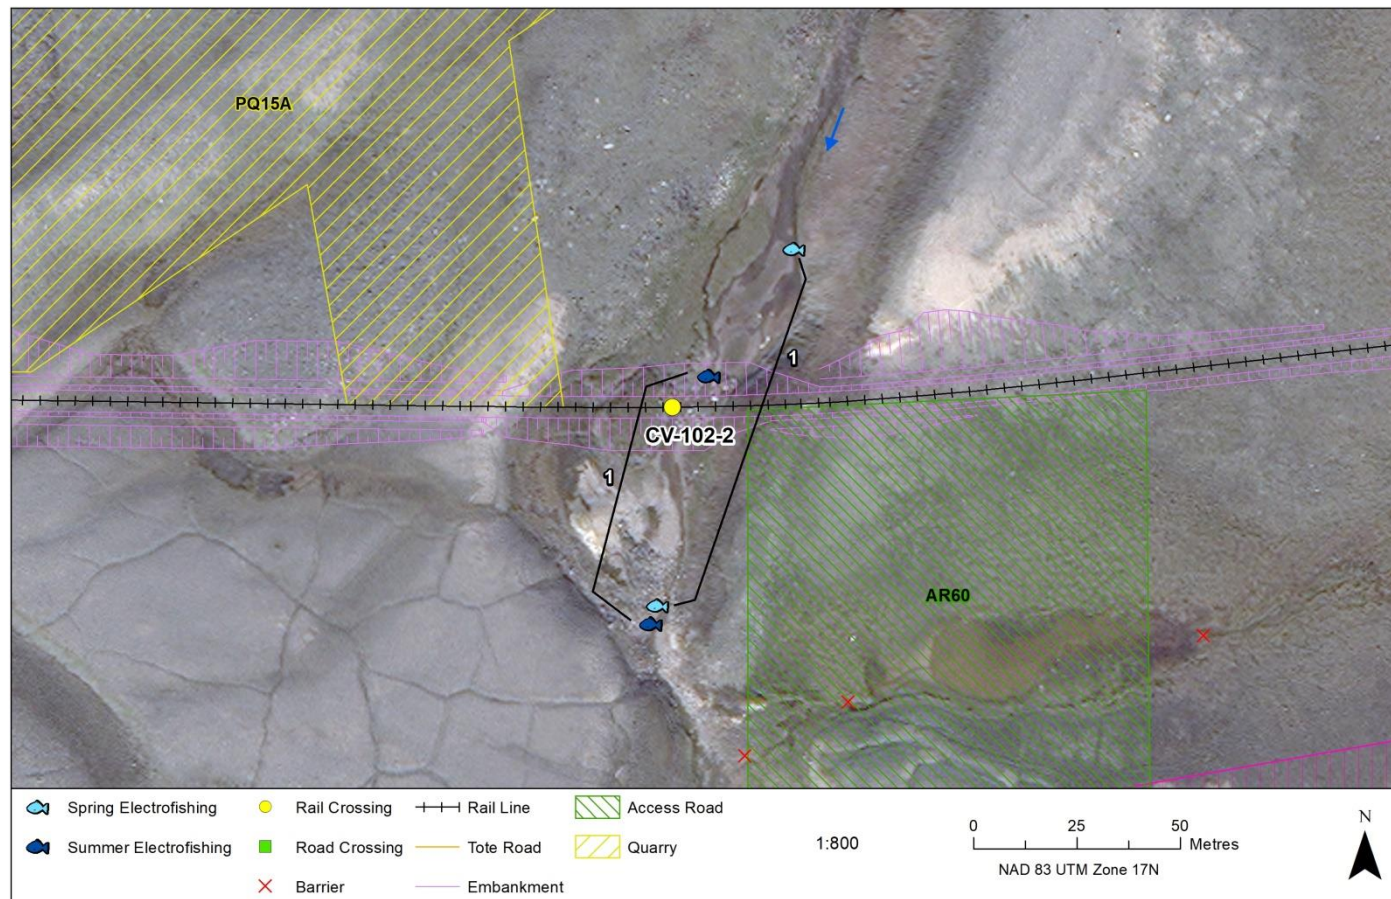 PQ15A
1
CV-102-2
1
AR60
Spring Electrofishing
Rail Crossing
Rail Line
Access Road
Summer Electrofishing
Road Crossing
Tote Road
Quarry
Barrier
Embankment
1:800
0 25 50
Metres
NAD 83 UTM Zone 17N
N